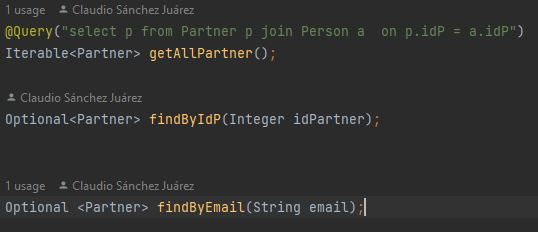 1 usage Claudio Sánchez Juárez
@Query("select p from Partner p join Person a  on p.idP = a.idP")
Iterable<Partner> getAllPartner();
Claudio Sánchez Juárez
Optional<Partner> findByIdP(Integer idPartner);
1 usage Claudio Sánchez Juárez
Optional <Partner> findByEmail(String email);